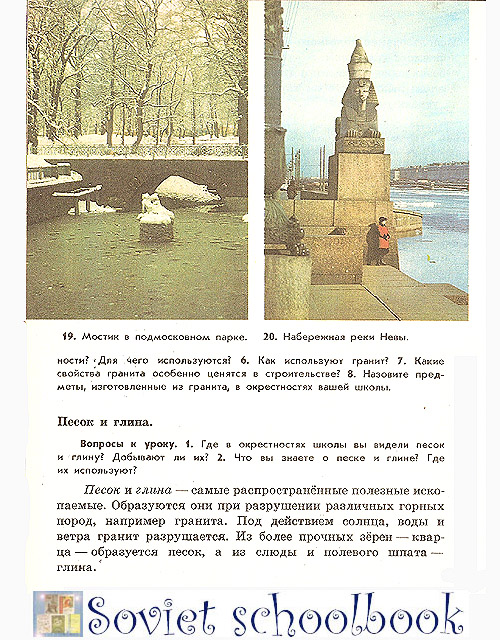 19. Мостик в подмосковном парке.
20. Набережная реки Невы.
ности? Для чего используются? 6. Как используют гранит? 7. Какие
свойства гранита особенно ценятся в строительстве? 8. Назовите пред-
меты, изготовленные из гранита, в окрестностях вашей школы.
Песок и глина.
Вопросы к уроку. 1. Где в окрестностях школы вы видели песок
и глину? Добывают ли их? 2. Что вы знаете о песке и глине? Где
их используют?
Песок и глина — самые распространённые полезные иско-
паемые. Образуются они при разрушении различных горных
пород, например гранита. Под действием солнца, воды и
ветра гранит разрушается. Из более прочных зёрен — квар-
ца — образуется песок, а из слюды и полевого шпата —
глина.
Soviet schoolbook